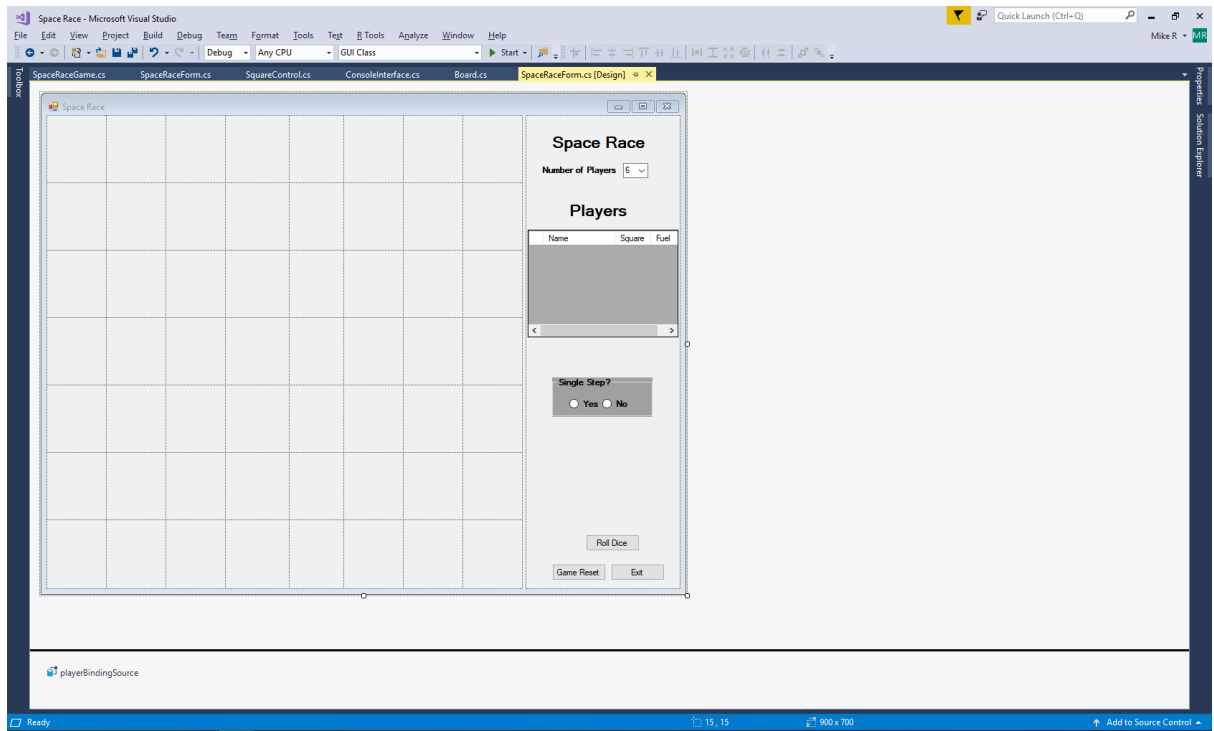 Space Race - Microsoft Visual Studio
Quick Launch (Ctrl+Q)
File Edit View Project Build Debug Team Format Tools Test R Tools Analyze Window Help
Mike R MR
Debug Any CPU GUI Class Start
Toolbox
SpaceRaceGame.cs SpaceRaceForm.cs SquareControl.cs ConsoleInterface.cs Board.cs SpaceRaceForm.cs [Design]
Properties
Solution Explorer
Space Race
Space Race
Number of Players 6
Players
Name Square Fuel
Single Step?
Yes No
Roll Dice
Game Reset Exit
playerBindingSource
Ready 15 , 15 900 x 700 Add to Source Control